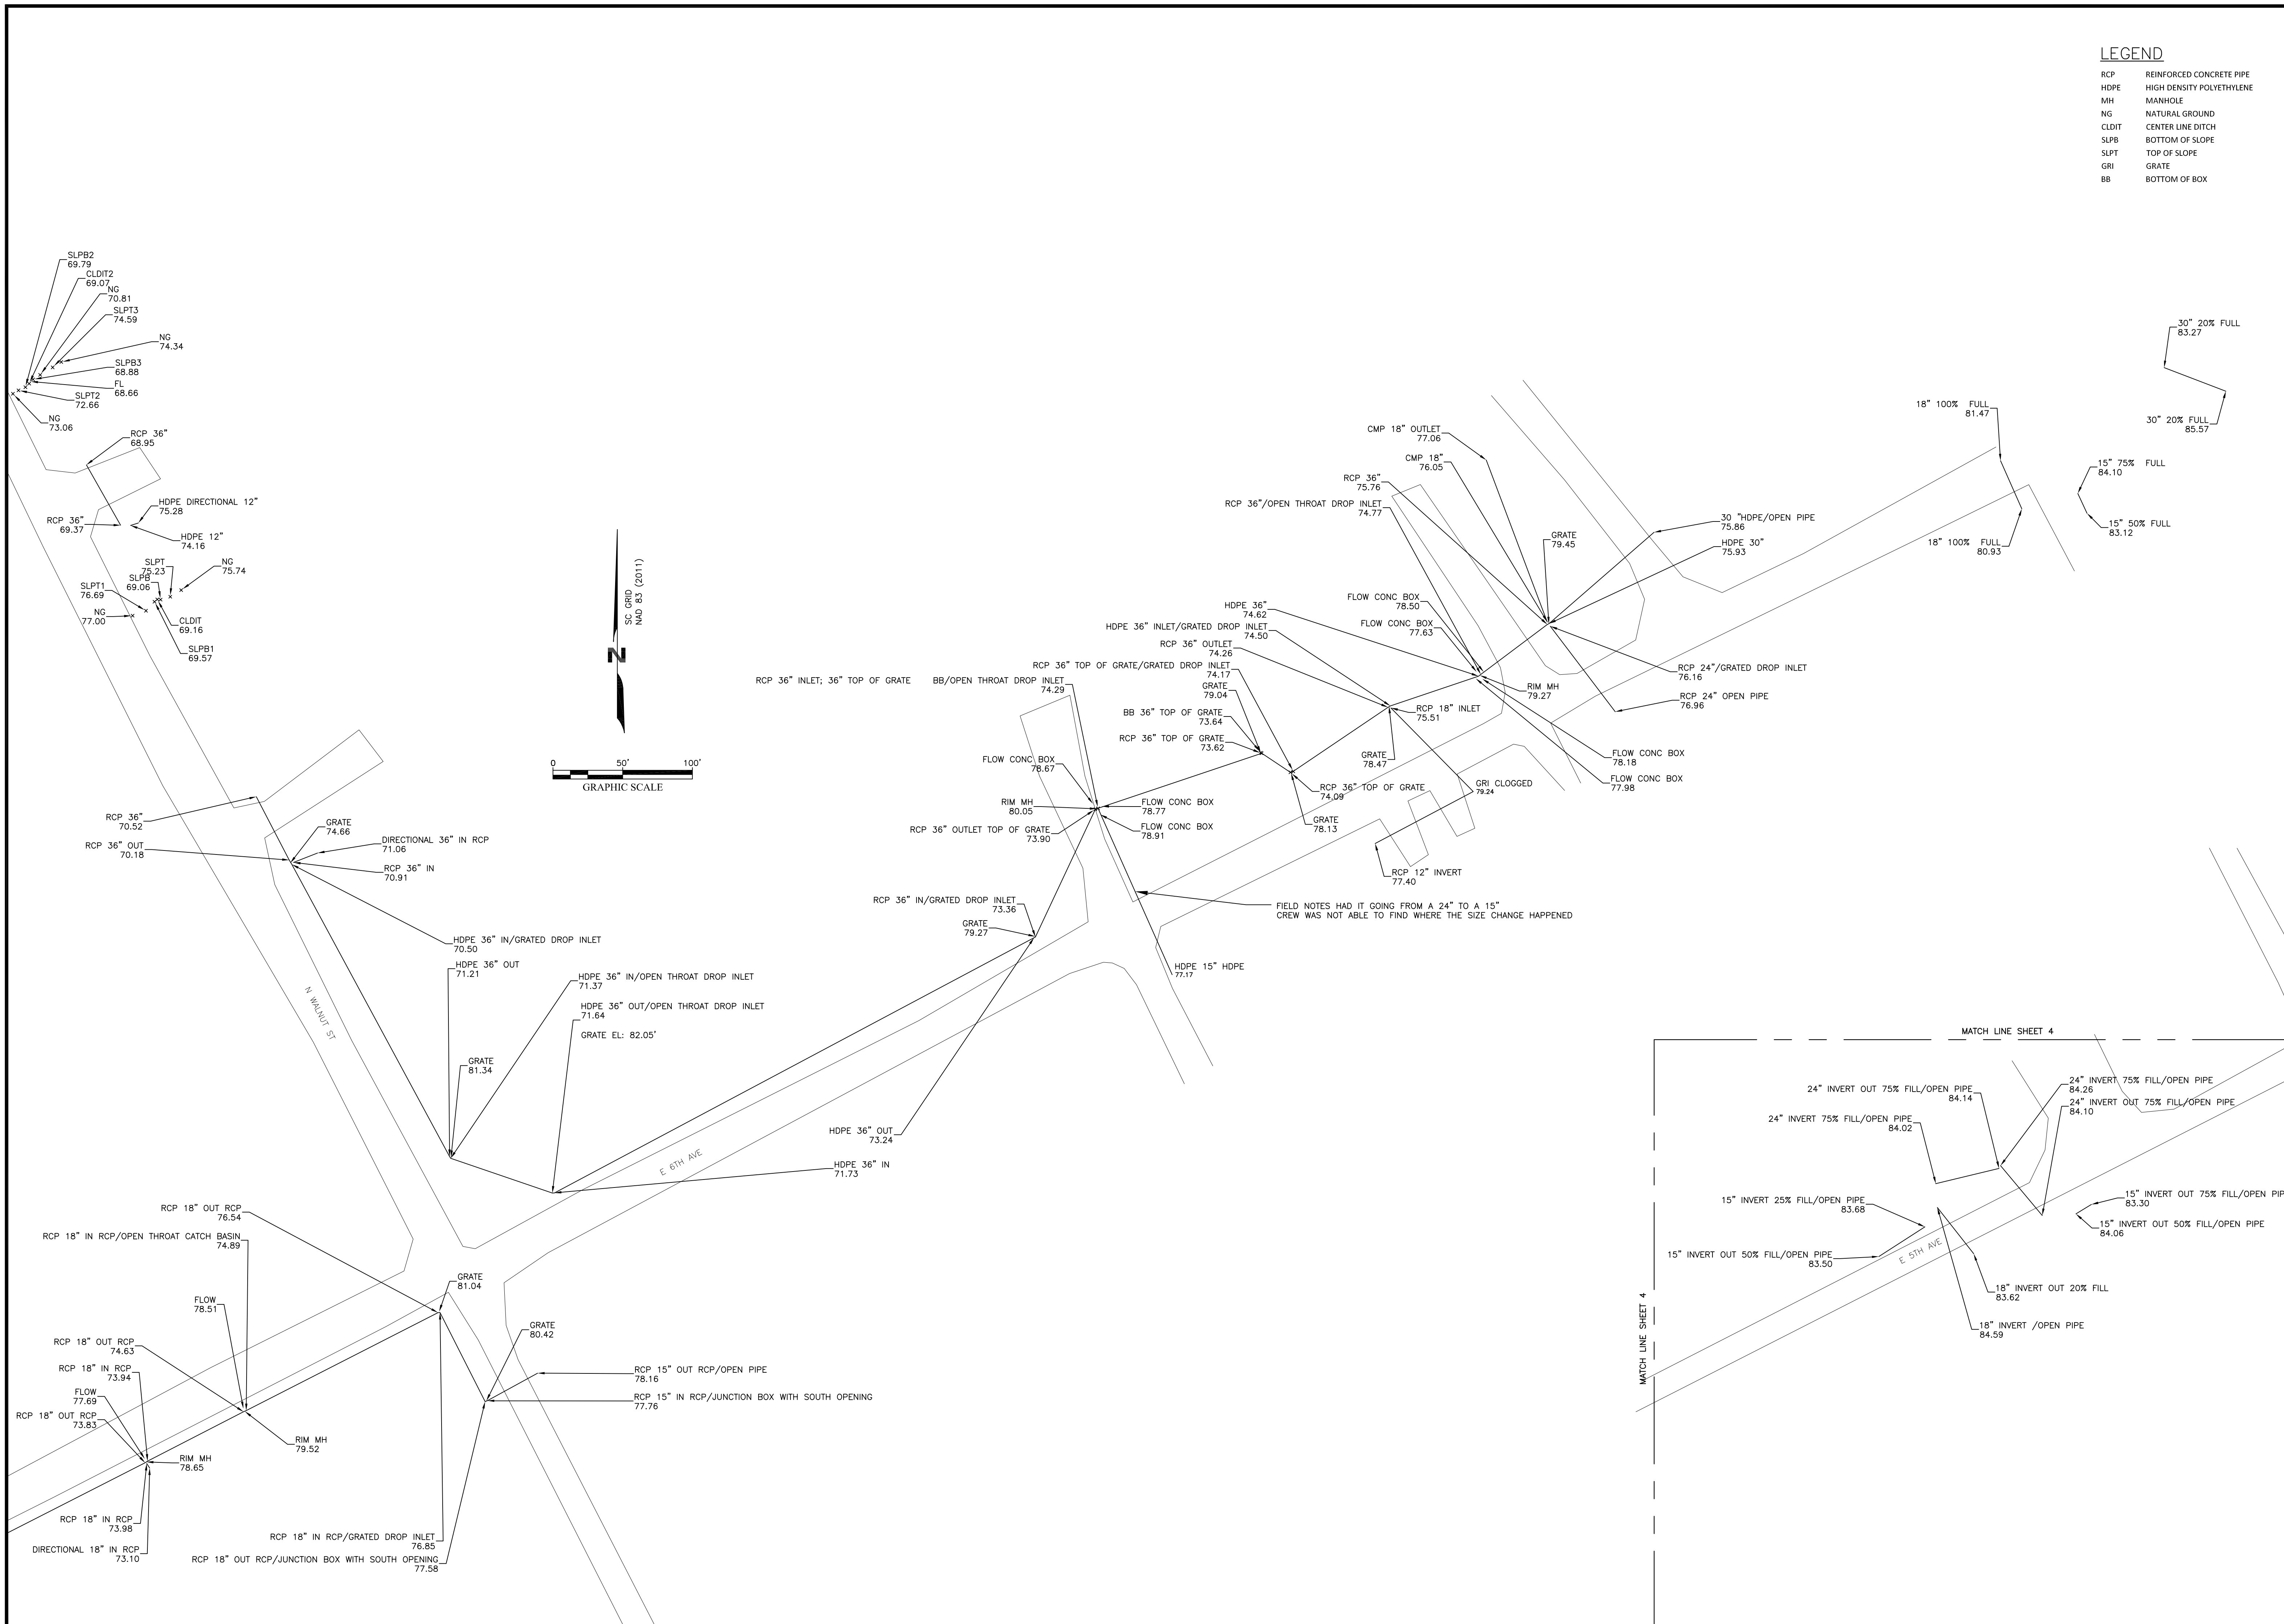 LEGEND
RCP REINFORCED CONCRETE PIPE
HDPE HIGH DENSITY POLYETHYLENE
MH MANHOLE
NG NATURAL GROUND
CLDIT CENTER LINE DITCH
SLPB BOTTOM OF SLOPE
SLPT TOP OF SLOPE
GRI GRATE
BB BOTTOM OF BOX
SLPB2
69.79
CLDIT2
69.07
NG
70.81
SLPT3
74.59
NG
74.34
SLPB3
68.88
FL
68.66
SLPT2
72.66
NG
73.06
RCP 36"
68.95
HDPE DIRECTIONAL 12"
75.28
RCP 36"
69.37
HDPE 12"
74.16
SLPT
75.23
NG
75.74
SLPB
69.06
SLPT1
76.69
NG
77.00
CLDIT
69.16
SLPB1
69.57
SC GRID
NAD 83 (2011)
N
0 50' 100'
GRAPHIC SCALE
RCP 36"
70.52
RCP 36" OUT
70.18
GRATE
74.66
DIRECTIONAL 36" IN RCP
71.06
RCP 36" IN
70.91
HDPE 36" IN/GRATED DROP INLET
70.50
HDPE 36" OUT
71.21
HDPE 36" IN/OPEN THROAT DROP INLET
71.37
HDPE 36" OUT/OPEN THROAT DROP INLET
71.64
GRATE EL: 82.05'
GRATE
81.34
N WALNUT ST
E 6TH AVE
HDPE 36" OUT
73.24
HDPE 36" IN
71.73
RCP 36" IN/GRATED DROP INLET
73.36
GRATE
79.27
RCP 36" INLET; 36" TOP OF GRATE BB/OPEN THROAT DROP INLET
74.29
FLOW CONC BOX
78.67
RIM MH
80.05
RCP 36" OUTLET TOP OF GRATE
73.90
FLOW CONC BOX
78.77
FLOW CONC BOX
78.91
RCP 36" TOP OF GRATE/GRATED DROP INLET
74.17
GRATE
79.04
BB 36" TOP OF GRATE
73.64
RCP 36" TOP OF GRATE
73.62
HDPE 36"
74.62
HDPE 36" INLET/GRATED DROP INLET
74.50
RCP 36" OUTLET
74.26
CMP 18" OUTLET
77.06
CMP 18"
76.05
RCP 36"
75.76
RCP 36"/OPEN THROAT DROP INLET
74.77
FLOW CONC BOX
78.50
FLOW CONC BOX
77.63
GRATE
79.45
30 "HDPE/OPEN PIPE
75.86
HDPE 30"
75.93
RCP 24"/GRATED DROP INLET
76.16
RCP 24" OPEN PIPE
76.96
RIM MH
79.27
RCP 18" INLET
75.51
GRATE
78.47
FLOW CONC BOX
78.18
FLOW CONC BOX
77.98
GRI CLOGGED
79.24
RCP 36" TOP OF GRATE
74.09
GRATE
78.13
RCP 12" INVERT
77.40
FIELD NOTES HAD IT GOING FROM A 24" TO A 15"
CREW WAS NOT ABLE TO FIND WHERE THE SIZE CHANGE HAPPENED
HDPE 15" HDPE
77.17
30" 20% FULL
83.27
30" 20% FULL
85.57
18" 100% FULL
81.47
18" 100% FULL
80.93
15" 75% FULL
84.10
15" 50% FULL
83.12
RCP 18" OUT RCP
76.54
RCP 18" IN RCP/OPEN THROAT CATCH BASIN
74.89
GRATE
81.04
FLOW
78.51
RCP 18" OUT RCP
74.63
RCP 18" IN RCP
73.94
FLOW
77.69
RCP 18" OUT RCP
73.83
RIM MH
79.52
RIM MH
78.65
RCP 18" IN RCP
73.98
DIRECTIONAL 18" IN RCP
73.10
GRATE
80.42
RCP 15" OUT RCP/OPEN PIPE
78.16
RCP 15" IN RCP/JUNCTION BOX WITH SOUTH OPENING
77.76
RCP 18" IN RCP/GRATED DROP INLET
76.85
RCP 18" OUT RCP/JUNCTION BOX WITH SOUTH OPENING
77.58
MATCH LINE SHEET 4
MATCH LINE SHEET 4
24" INVERT OUT 75% FILL/OPEN PIPE
84.14
24" INVERT 75% FILL/OPEN PIPE
84.26
24" INVERT OUT 75% FILL/OPEN PIPE
84.10
24" INVERT 75% FILL/OPEN PIPE
84.02
15" INVERT 25% FILL/OPEN PIPE
83.68
15" INVERT OUT 50% FILL/OPEN PIPE
83.50
15" INVERT OUT 75% FILL/OPEN PIP
83.30
15" INVERT OUT 50% FILL/OPEN PIPE
84.06
E 5TH AVE
18" INVERT OUT 20% FILL
83.62
18" INVERT /OPEN PIPE
84.59